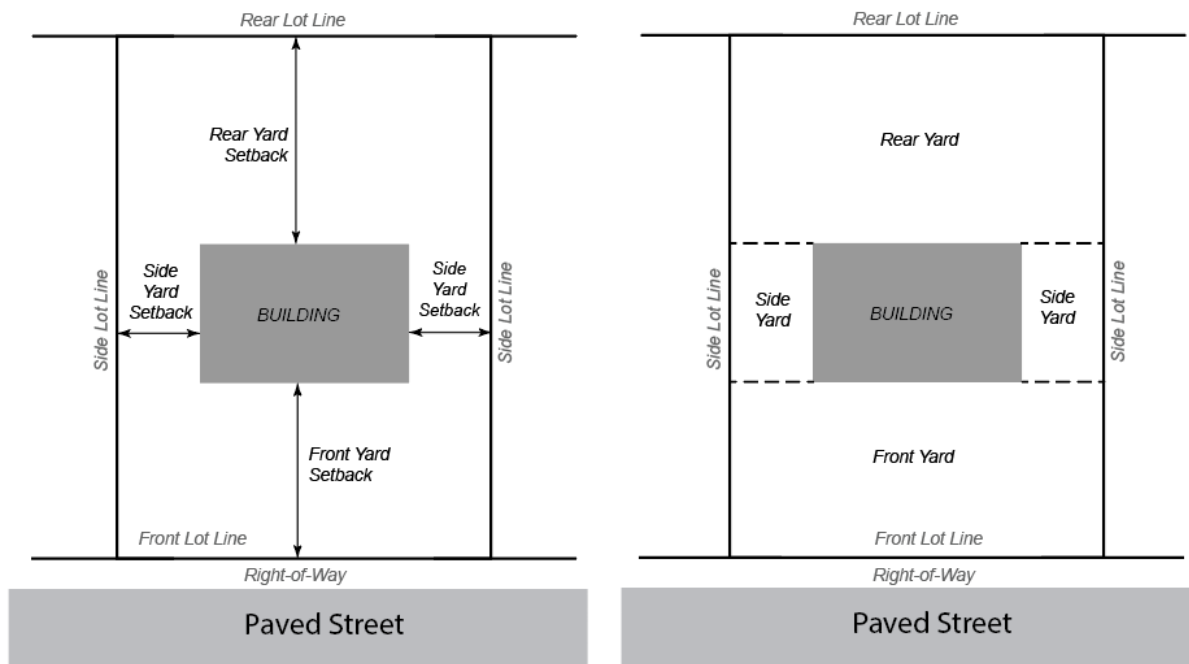 Rear Lot Line
Rear Yard
Setback
Side Lot Line
Side
Yard
Setback
BUILDING
Side
Yard
Setback
Side Lot Line
Front Yard
Setback
Front Lot Line
Right-of-Way
Paved Street
Rear Lot Line
Rear Yard
Side Lot Line
Side
Yard
BUILDING
Side
Yard
Side Lot Line
Front Yard
Front Lot Line
Right-of-Way
Paved Street